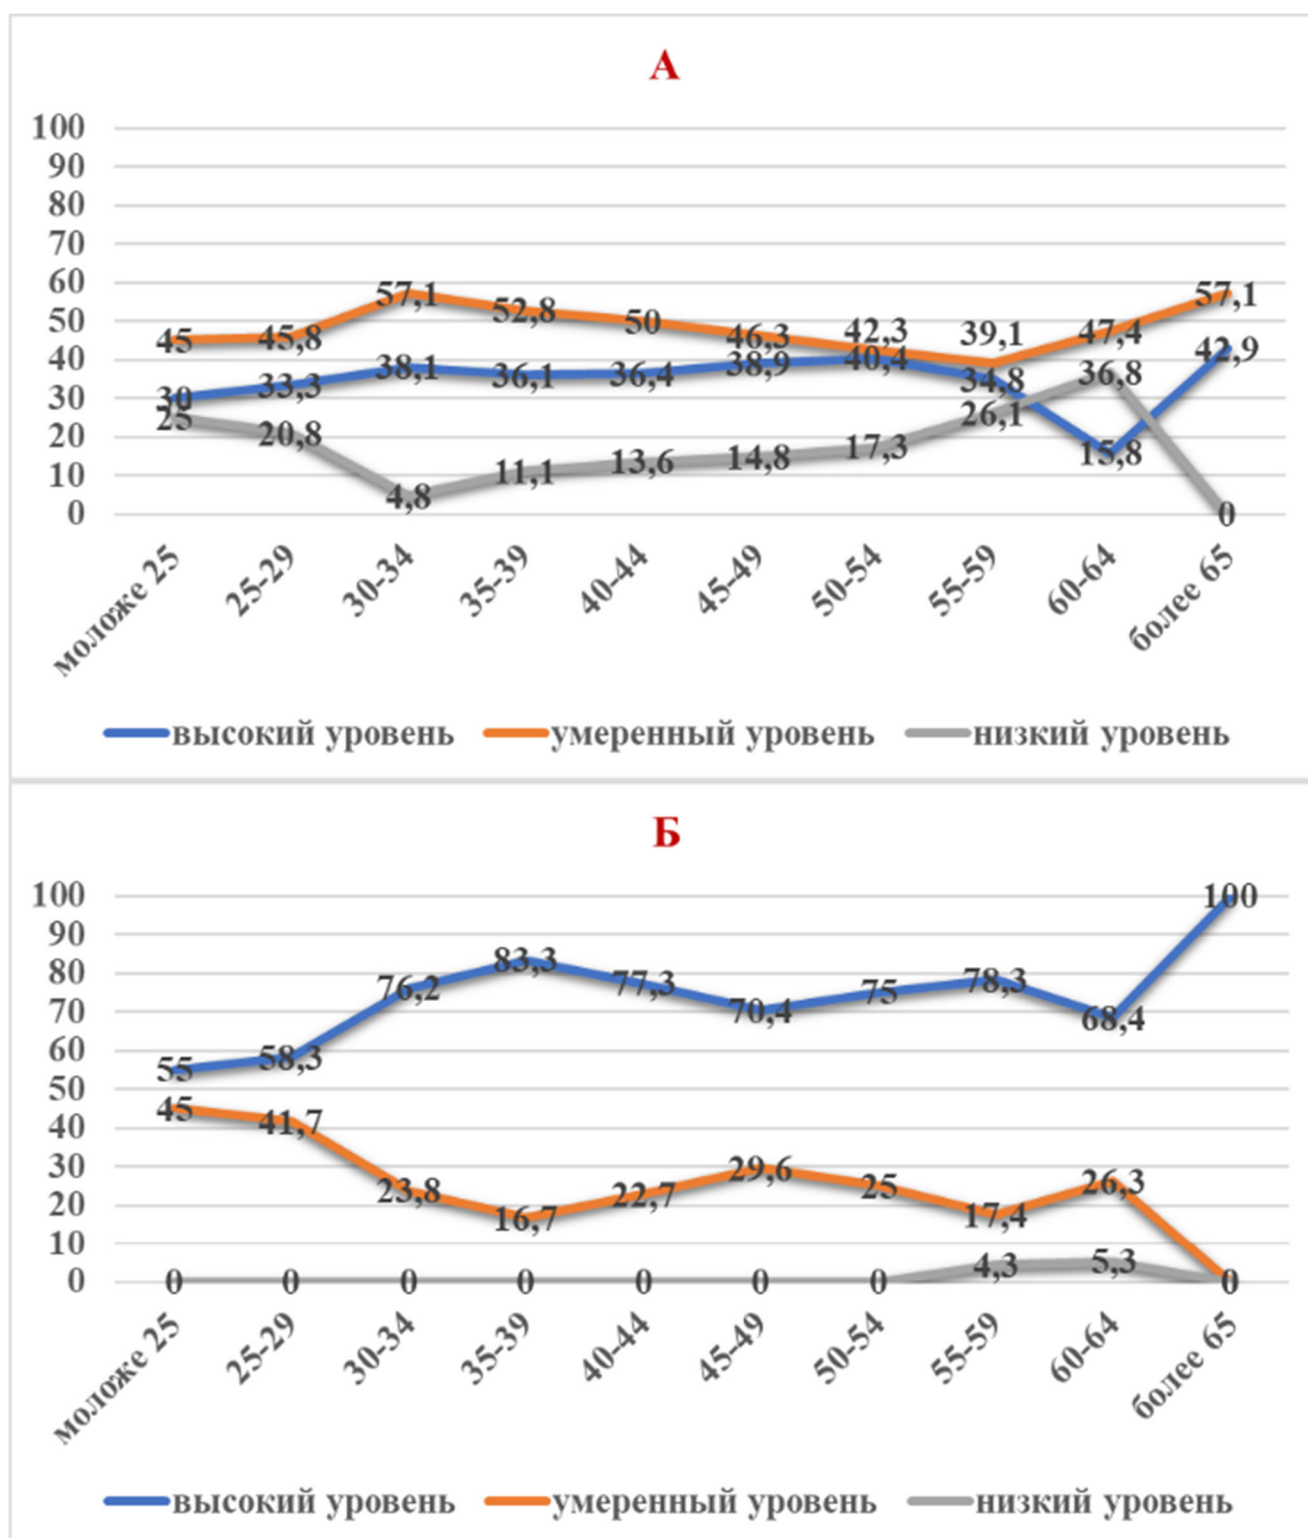 А
100
90
80
70
60
50
40
30
20
10
0
45 45,8 57,1 52,8 50 46,3 42,3 39,1 47,4 57,1
30 33,3 38,1 36,1 36,4 38,9 40,4 34,8 15,8 42,9
25 20,8 4,8 11,1 13,6 14,8 17,3 26,1 36,8 0
моложе 25 25-29 30-34 35-39 40-44 45-49 50-54 55-59 60-64 более 65
высокий уровень умеренный уровень низкий уровень
Б
100
90
80
70
60
50
40
30
20
10
0
55 58,3 76,2 83,3 77,3 70,4 75 78,3 68,4 100
45 41,7 23,8 16,7 22,7 29,6 25 17,4 26,3
0 0 0 0 0 0 0 4,3 5,3 0
моложе 25 25-29 30-34 35-39 40-44 45-49 50-54 55-59 60-64 более 65
высокий уровень умеренный уровень низкий уровень